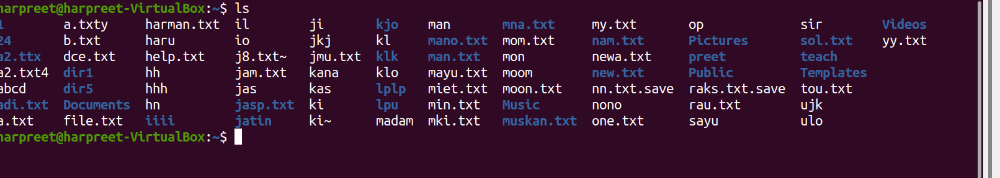 harpreet@harpreet-VirtualBox:~$ ls
1 a.txty harman.txt il ji kjo man mna.txt my.txt op sir Videos
24 b.txt haru io jkj kl mano.txt mom.txt nam.txt Pictures sol.txt yy.txt
a2.ttx dce.txt help.txt j8.txt~ jmu.txt klk man.txt mon newa.txt preet teach
a2.txt4 dir1 hh jam.txt kana klo mayu.txt moom new.txt Public Templates
abcd dir5 hhh jas kas lplp miet.txt moon.txt nn.txt.save raks.txt.save tou.txt
adi.txt Documents hn jasp.txt ki lpu min.txt Music nono rau.txt ujk
a.txt file.txt iiii jatin ki~ madam mki.txt muskan.txt one.txt sayu ulo
harpreet@harpreet-VirtualBox:~$